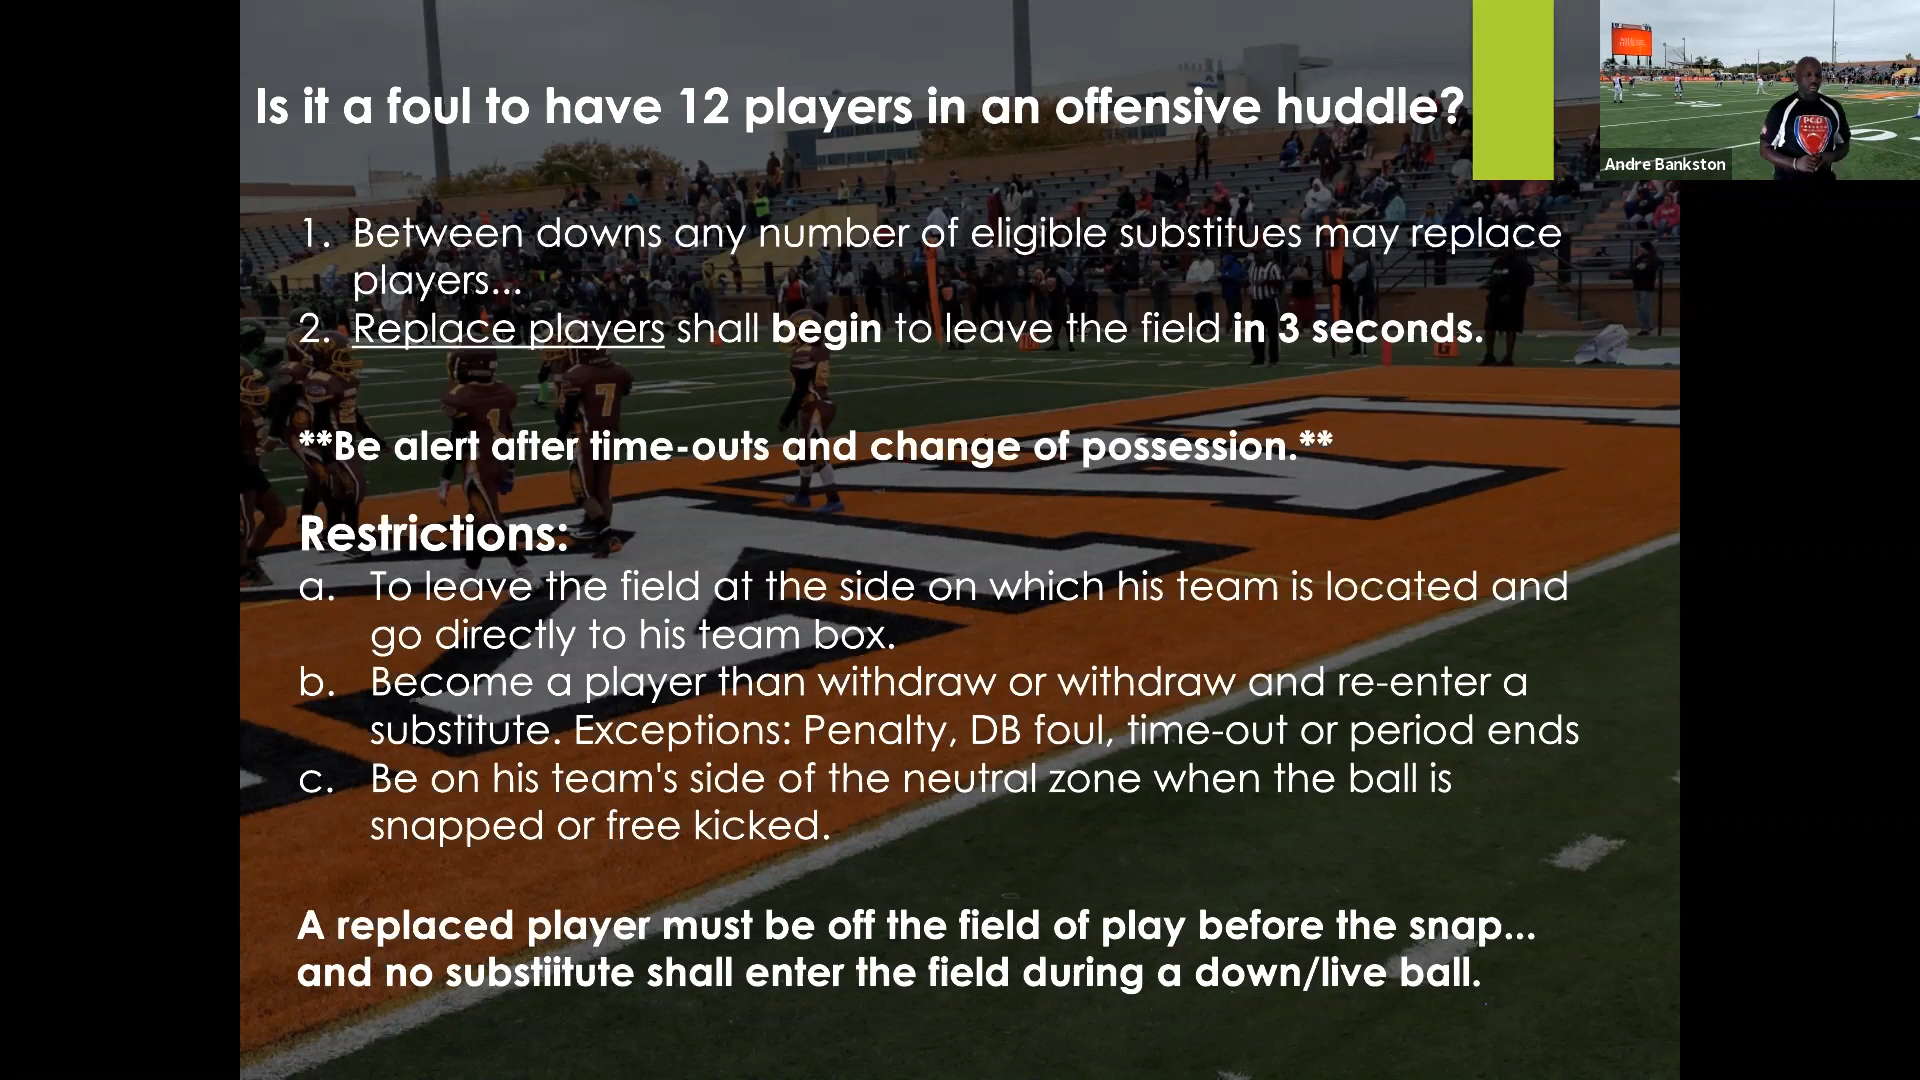 Is it a foul to have 12 players in an offensive huddle?
Andre Bankston
1. Between downs any number of eligible substitues may replace
players...
2. Replace players shall begin to leave the field in 3 seconds.
**Be alert after time-outs and change of possession.**
Restrictions:
a. To leave the field at the side on which his team is located and
go directly to his team box.
b. Become a player than withdraw or withdraw and re-enter a
substitute. Exceptions: Penalty, DB foul, time-out or period ends
c. Be on his team's side of the neutral zone when the ball is
snapped or free kicked.
A replaced player must be off the field of play before the snap...
and no substiitute shall enter the field during a down/live ball.
1
7